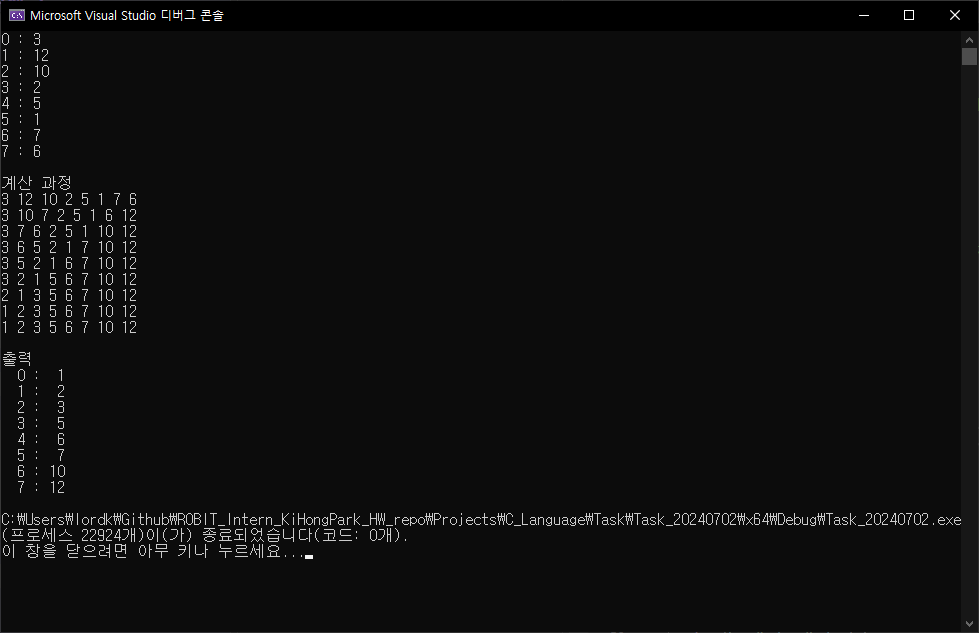 Microsoft Visual Studio 디버그 콘솔
0 : 3
1 : 12
2 : 10
3 : 2
4 : 5
5 : 1
6 : 7
7 : 6
계산 과정
3 12 10 2 5 1 7 6
3 10 7 2 5 1 6 12
3 7 6 2 5 1 10 12
3 6 5 2 1 7 10 12
3 5 2 1 6 7 10 12
3 2 1 5 6 7 10 12
2 1 3 5 6 7 10 12
1 2 3 5 6 7 10 12
1 2 3 5 6 7 10 12
출력
0 : 1
1 : 2
2 : 3
3 : 5
4 : 6
5 : 7
6 : 10
7 : 12
C:₩Users₩lordk₩Github₩ROBIT_Intern_KiHongPark_HW_repo₩Projects₩C_Language₩Task₩Task_20240702₩x64₩Debug₩Task_20240702.exe
(프로세스 22924개)이(가) 종료되었습니다(코드: 0개).
이 창을 닫으려면 아무 키나 누르세요...